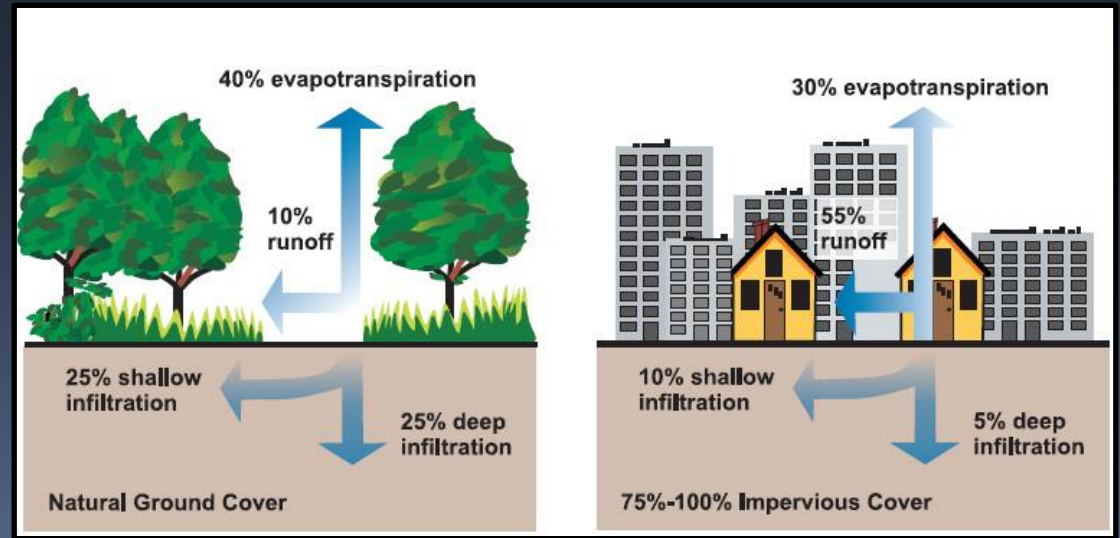 40% evapotranspiration
10%
runoff
25% shallow
infiltration
25% deep
infiltration
Natural Ground Cover
30% evapotranspiration
55%
runoff
10% shallow
infiltration
5% deep
infiltration
75%-100% Impervious Cover